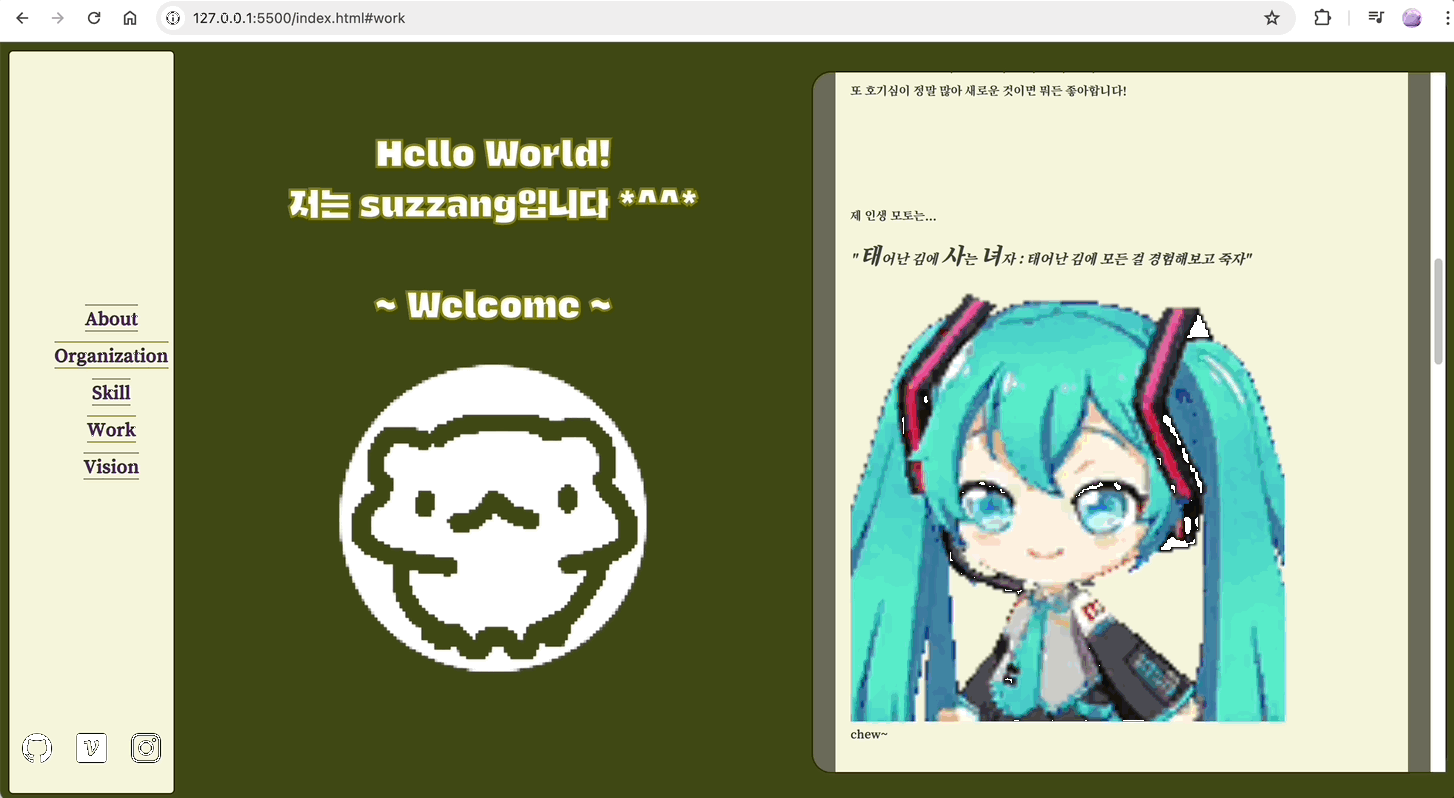 127.0.0.1:5500/index.html#work
About
Organization
Skill
Work
Vision
Hello World!
저는 suzzang입니다 *^^*
~ Welcome ~
또 호기심이 정말 많아 새로운 것이면 뭐든 좋아합니다!
제 인생 모토는...
" 태어난 김에 사는 녀자 : 태어난 김에 모든 걸 경험해보고 죽자"
chew~